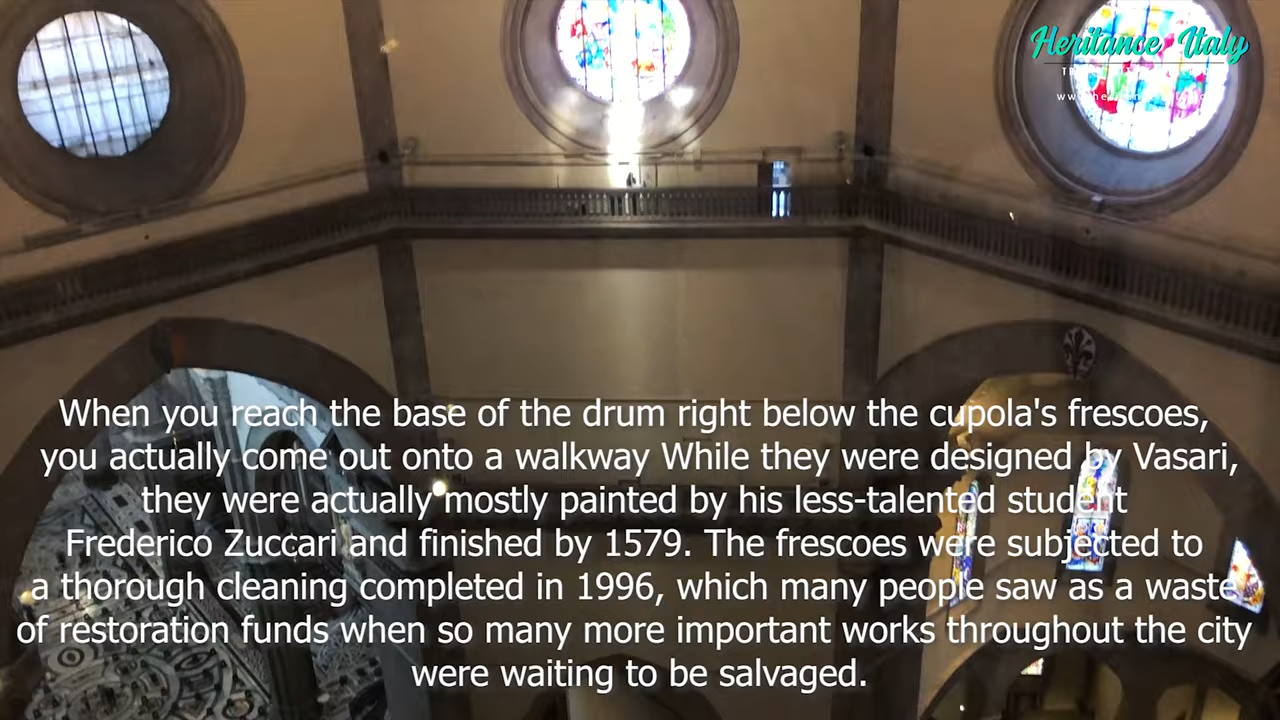 Heritance Italy
When you reach the base of the drum right below the cupola's frescoes,
you actually come out onto a walkway While they were designed by Vasari,
they were actually mostly painted by his less-talented student
Frederico Zuccari and finished by 1579. The frescoes were subjected to
a thorough cleaning completed in 1996, which many people saw as a waste
of restoration funds when so many more important works throughout the city
were waiting to be salvaged.